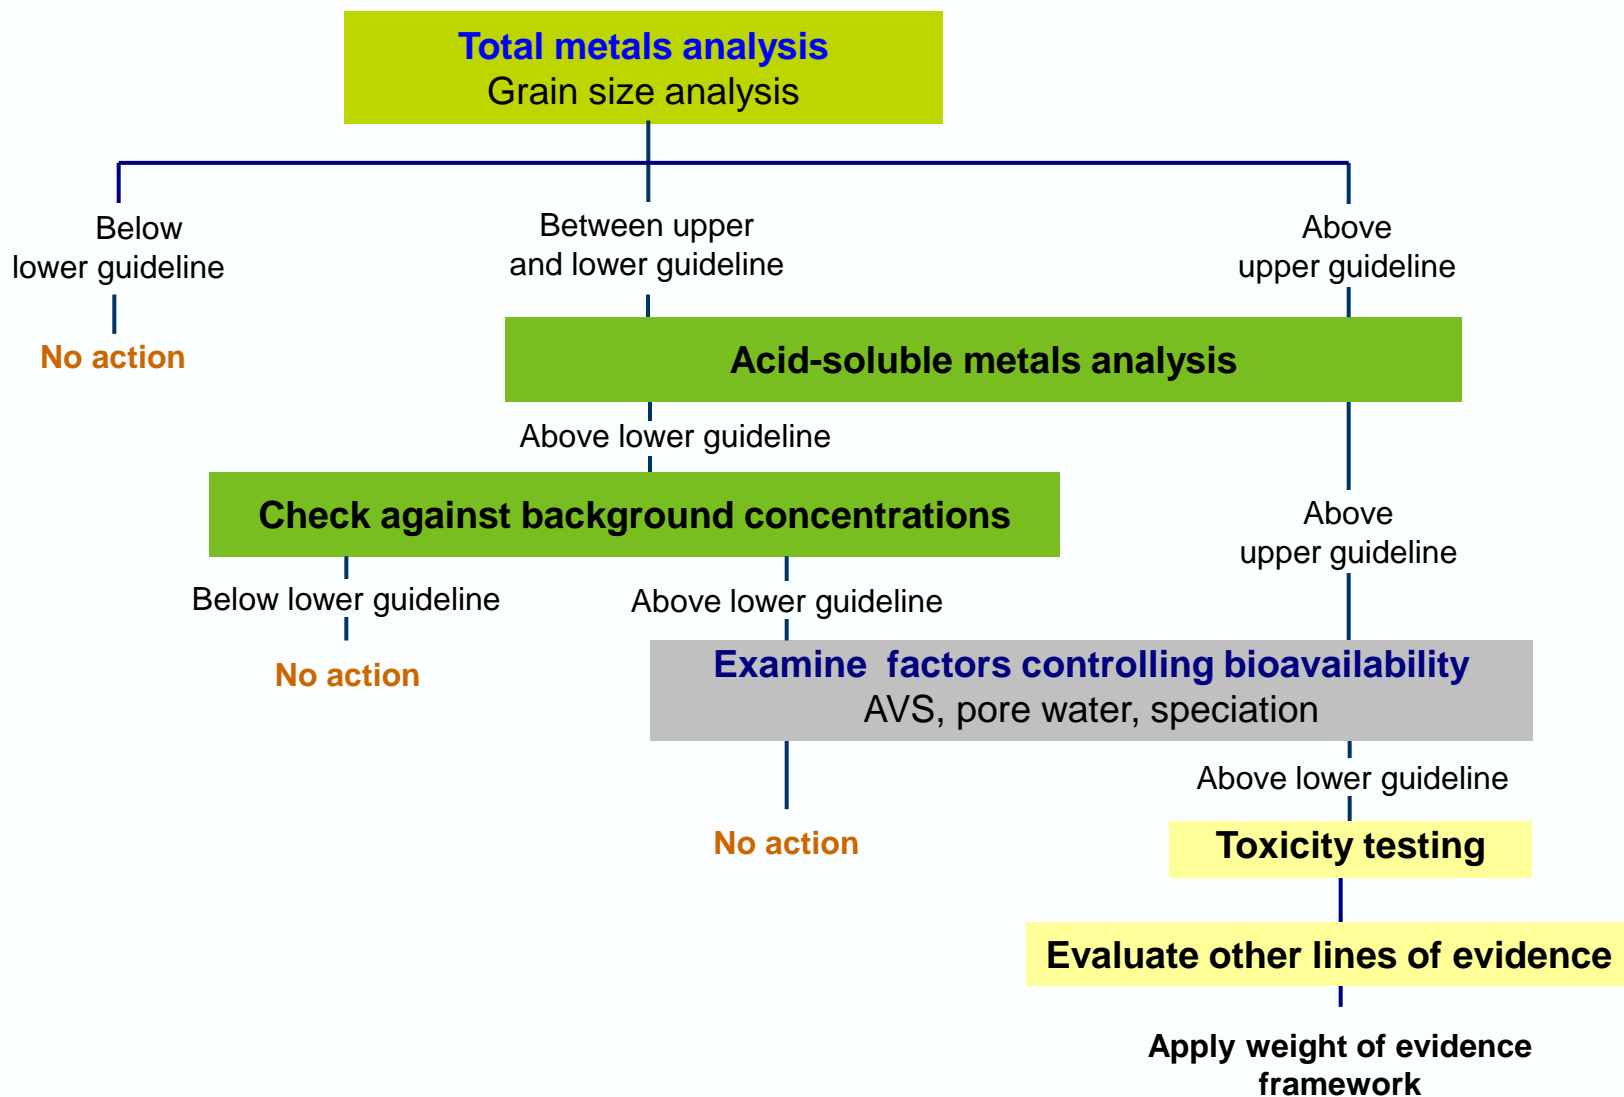 Total metals analysis
Grain size analysis
Below
lower guideline
Between upper
and lower guideline
Above
upper guideline
No action
Acid-soluble metals analysis
Above lower guideline
Check against background concentrations
Above
upper guideline
Below lower guideline
Above lower guideline
No action
Examine factors controlling bioavailability
AVS, pore water, speciation
Above lower guideline
No action
Toxicity testing
Evaluate other lines of evidence
Apply weight of evidence
framework